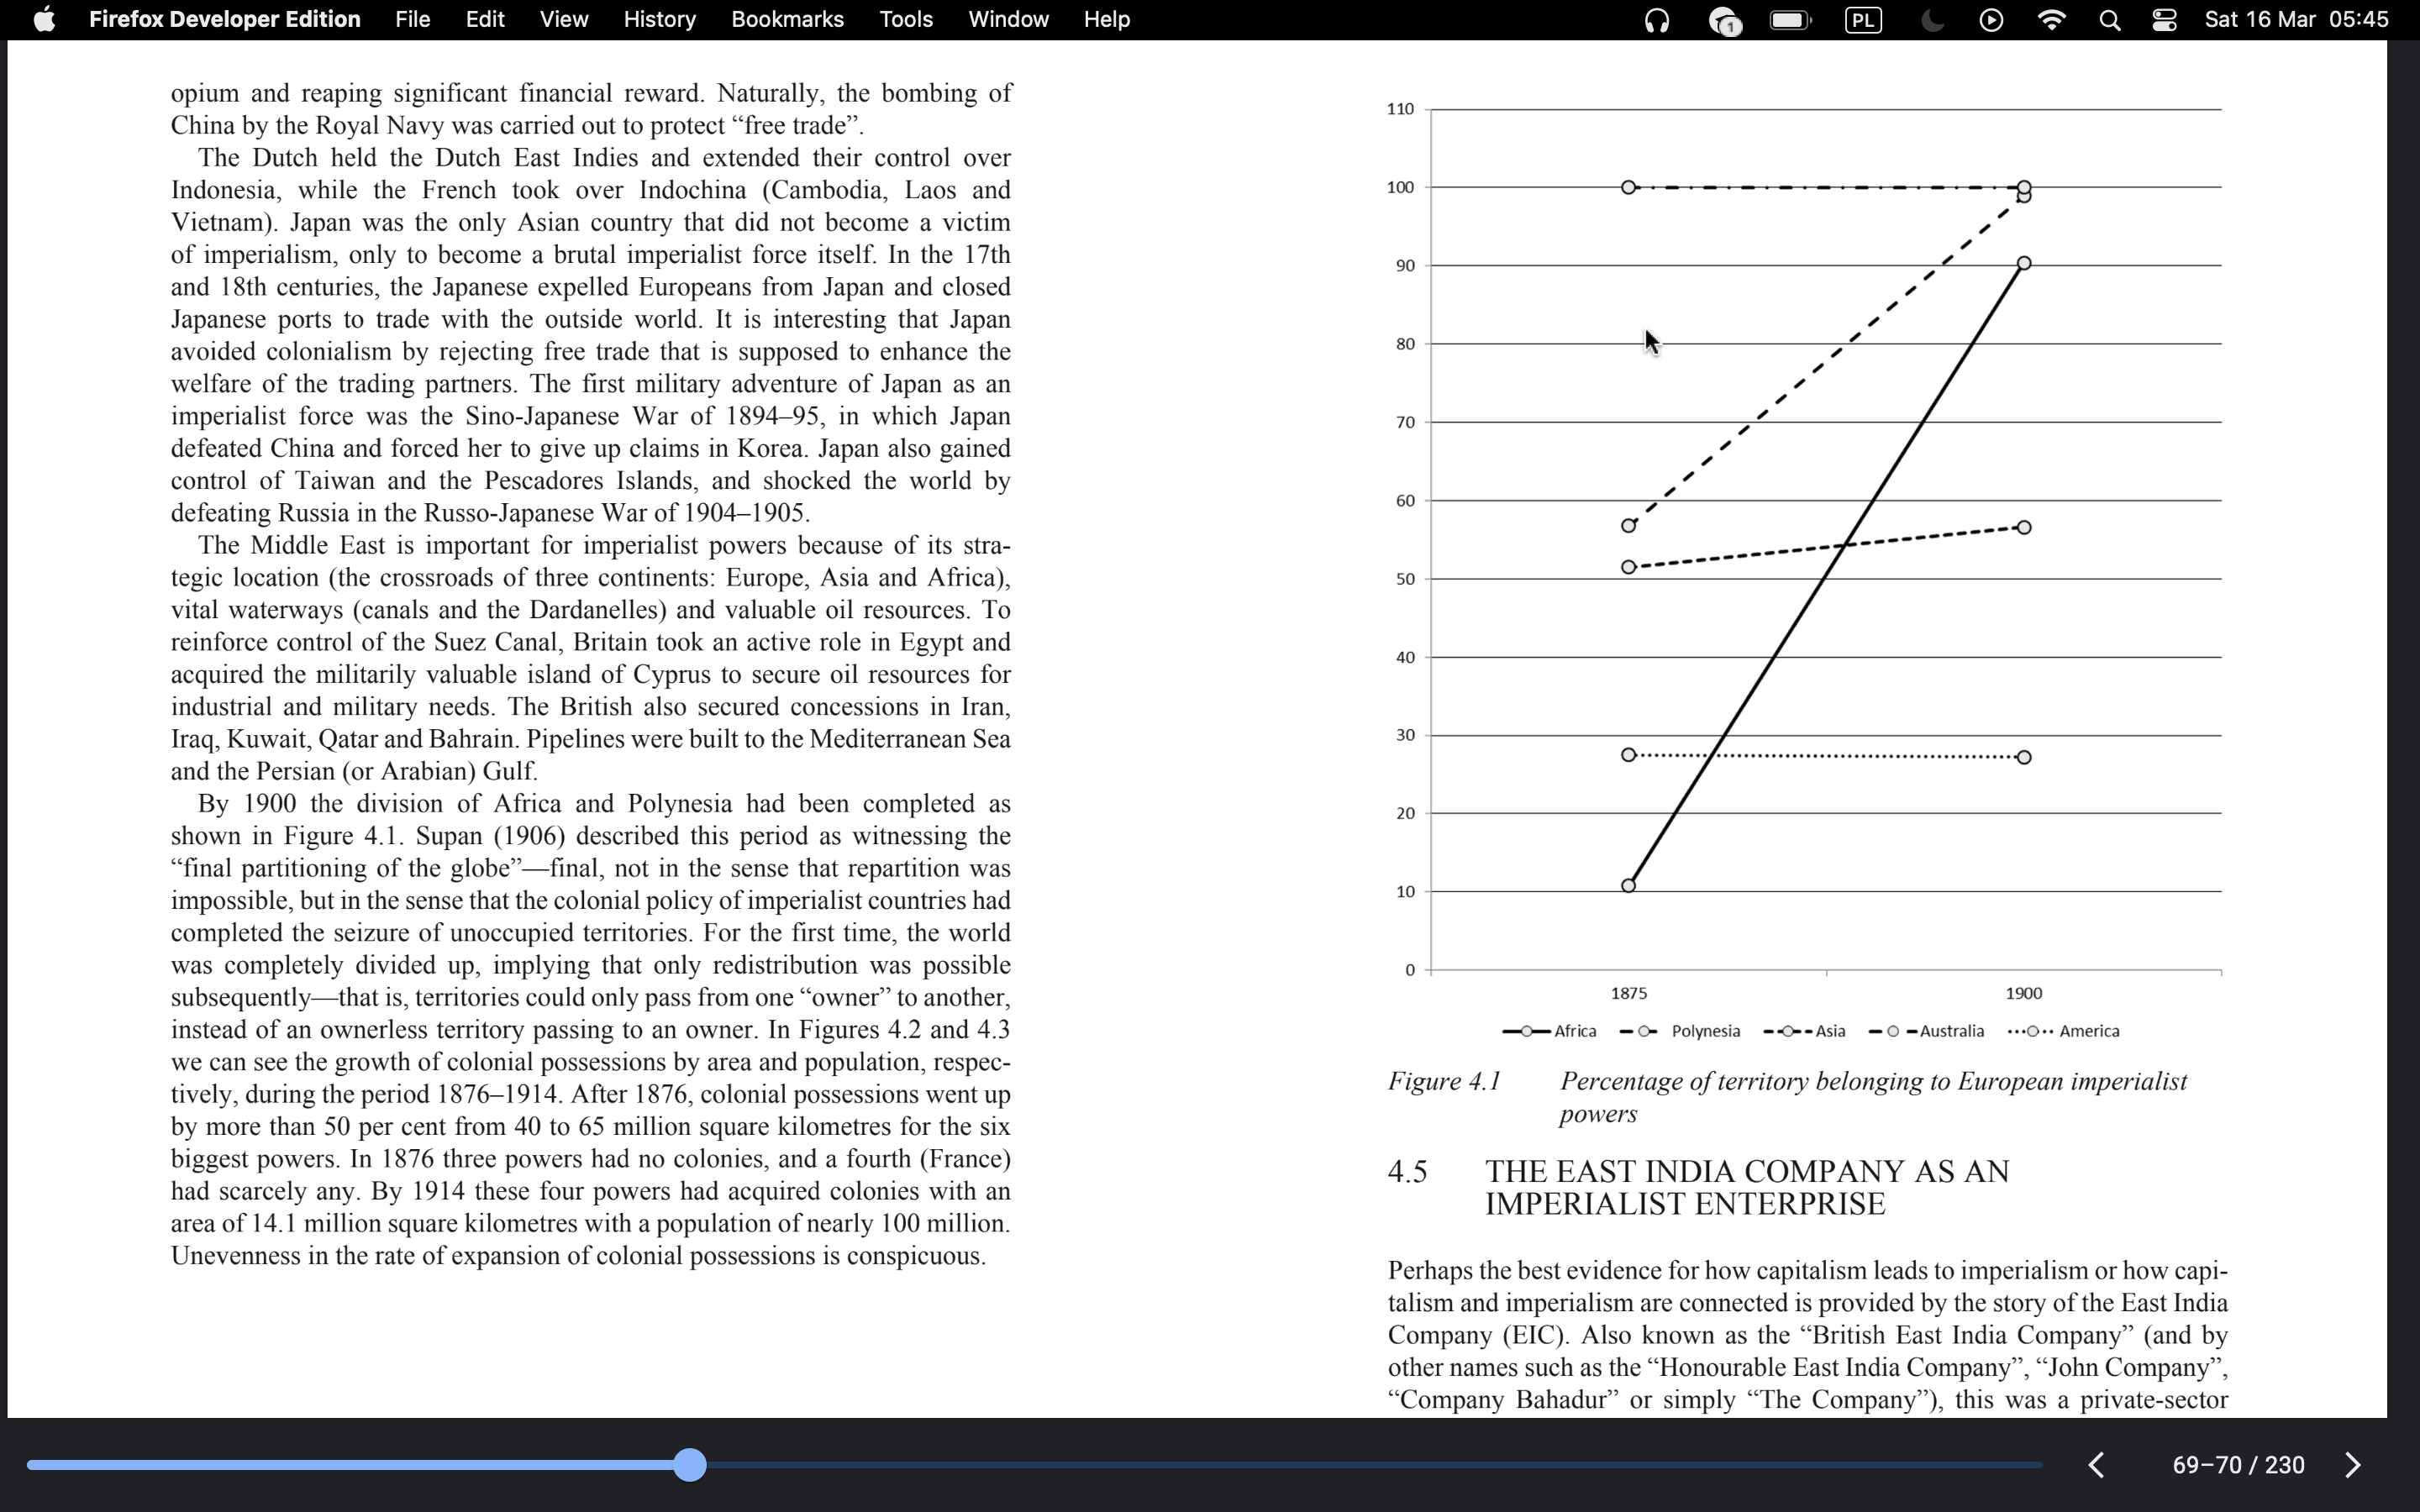 Firefox Developer Edition File Edit View History Bookmarks Tools Window Help 1 PL Sat 16 Mar 05:45
opium and reaping significant financial reward. Naturally, the bombing of
China by the Royal Navy was carried out to protect “free trade”.
The Dutch held the Dutch East Indies and extended their control over
Indonesia, while the French took over Indochina (Cambodia, Laos and
Vietnam). Japan was the only Asian country that did not become a victim
of imperialism, only to become a brutal imperialist force itself. In the 17th
and 18th centuries, the Japanese expelled Europeans from Japan and closed
Japanese ports to trade with the outside world. It is interesting that Japan
avoided colonialism by rejecting free trade that is supposed to enhance the
welfare of the trading partners. The first military adventure of Japan as an
imperialist force was the Sino-Japanese War of 1894–95, in which Japan
defeated China and forced her to give up claims in Korea. Japan also gained
control of Taiwan and the Pescadores Islands, and shocked the world by
defeating Russia in the Russo-Japanese War of 1904–1905.
The Middle East is important for imperialist powers because of its stra-
tegic location (the crossroads of three continents: Europe, Asia and Africa),
vital waterways (canals and the Dardanelles) and valuable oil resources. To
reinforce control of the Suez Canal, Britain took an active role in Egypt and
acquired the militarily valuable island of Cyprus to secure oil resources for
industrial and military needs. The British also secured concessions in Iran,
Iraq, Kuwait, Qatar and Bahrain. Pipelines were built to the Mediterranean Sea
and the Persian (or Arabian) Gulf.
By 1900 the division of Africa and Polynesia had been completed as
shown in Figure 4.1. Supan (1906) described this period as witnessing the
“final partitioning of the globe”—final, not in the sense that repartition was
impossible, but in the sense that the colonial policy of imperialist countries had
completed the seizure of unoccupied territories. For the first time, the world
was completely divided up, implying that only redistribution was possible
subsequently—that is, territories could only pass from one “owner” to another,
instead of an ownerless territory passing to an owner. In Figures 4.2 and 4.3
we can see the growth of colonial possessions by area and population, respec-
tively, during the period 1876–1914. After 1876, colonial possessions went up
by more than 50 per cent from 40 to 65 million square kilometres for the six
biggest powers. In 1876 three powers had no colonies, and a fourth (France)
had scarcely any. By 1914 these four powers had acquired colonies with an
area of 14.1 million square kilometres with a population of nearly 100 million.
Unevenness in the rate of expansion of colonial possessions is conspicuous.
110
100
90
80
70
60
50
40
30
20
10
0
1875 1900
Africa Polynesia Asia Australia America
Figure 4.1 Percentage of territory belonging to European imperialist
powers
4.5 THE EAST INDIA COMPANY AS AN
IMPERIALIST ENTERPRISE
Perhaps the best evidence for how capitalism leads to imperialism or how capi-
talism and imperialism are connected is provided by the story of the East India
Company (EIC). Also known as the “British East India Company” (and by
other names such as the “Honourable East India Company”, “John Company”,
“Company Bahadur” or simply “The Company”), this was a private-sector
69–70 / 230